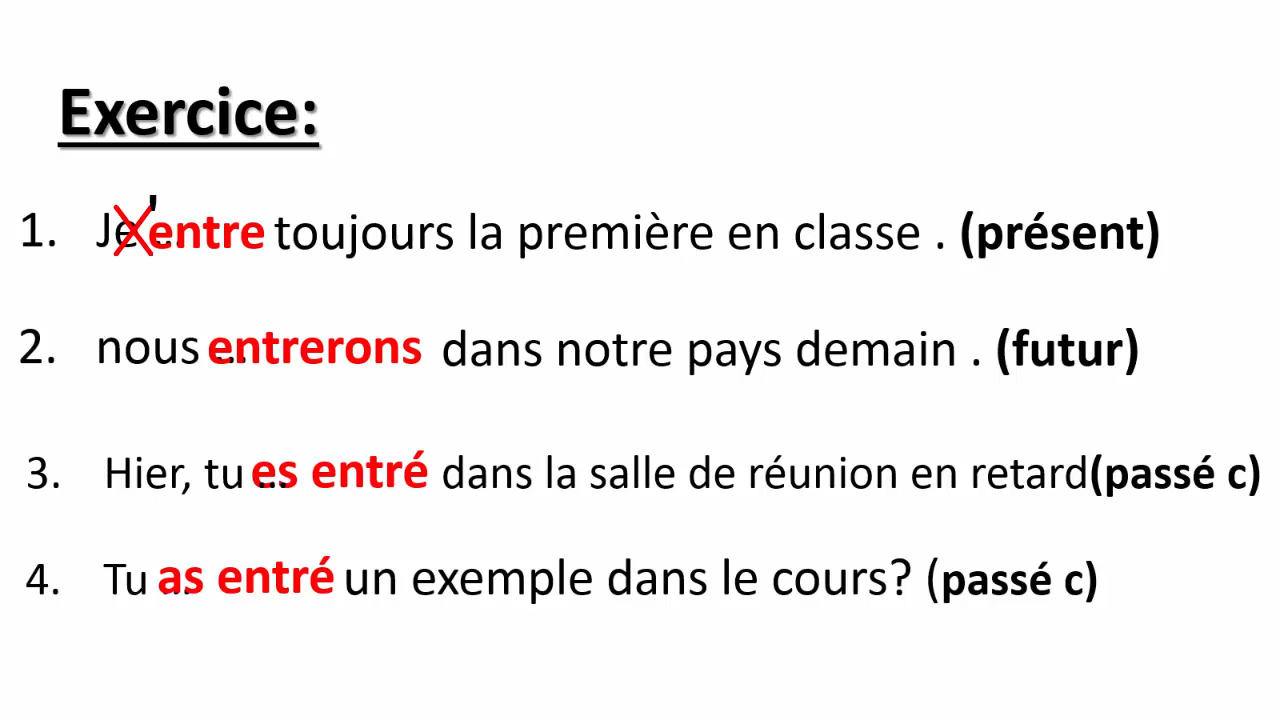 Exercice:
1. Je'entre toujours la première en classe . (présent)
2. nous ... entrerons dans notre pays demain . (futur)
3. Hier, tu ... es entré dans la salle de réunion en retard(passé c)
4. Tu ... as entré un exemple dans le cours? (passé c)